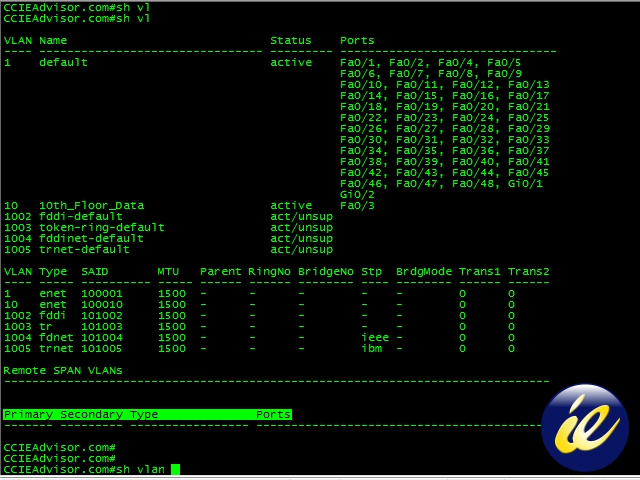 CCIEAdvisor.com#sh vl
CCIEAdvisor.com#sh vl
VLAN Name Status Ports
---- -------------------------------- --------- -------------------------------
1 default active Fa0/1, Fa0/2, Fa0/4, Fa0/5
Fa0/6, Fa0/7, Fa0/8, Fa0/9
Fa0/10, Fa0/11, Fa0/12, Fa0/13
Fa0/14, Fa0/15, Fa0/16, Fa0/17
Fa0/18, Fa0/19, Fa0/20, Fa0/21
Fa0/22, Fa0/23, Fa0/24, Fa0/25
Fa0/26, Fa0/27, Fa0/28, Fa0/29
Fa0/30, Fa0/31, Fa0/32, Fa0/33
Fa0/34, Fa0/35, Fa0/36, Fa0/37
Fa0/38, Fa0/39, Fa0/40, Fa0/41
Fa0/42, Fa0/43, Fa0/44, Fa0/45
Fa0/46, Fa0/47, Fa0/48, Gi0/1
Gi0/2
10 10th_Floor_Data active Fa0/3
1002 fddi-default act/unsup
1003 token-ring-default act/unsup
1004 fddinet-default act/unsup
1005 trnet-default act/unsup
VLAN Type SAID MTU Parent RingNo BridgeNo Stp BrdgMode Trans1 Trans2
---- ----- ---------- ----- ------ ------ -------- ---- -------- ------ ------
1 enet 100001 1500 - - - - - 0 0
10 enet 100010 1500 - - - - - 0 0
1002 fddi 101002 1500 - - - - - 0 0
1003 tr 101003 1500 - - - - - 0 0
1004 fdnet 101004 1500 - - - ieee - 0 0
1005 trnet 101005 1500 - - - ibm - 0 0
Remote SPAN VLANs
------------------------------------------------------------------------------
Primary Secondary Type Ports
------- --------- ----------------- ------------------------------------------
CCIEAdvisor.com#
CCIEAdvisor.com#
CCIEAdvisor.com#sh vlan
ie